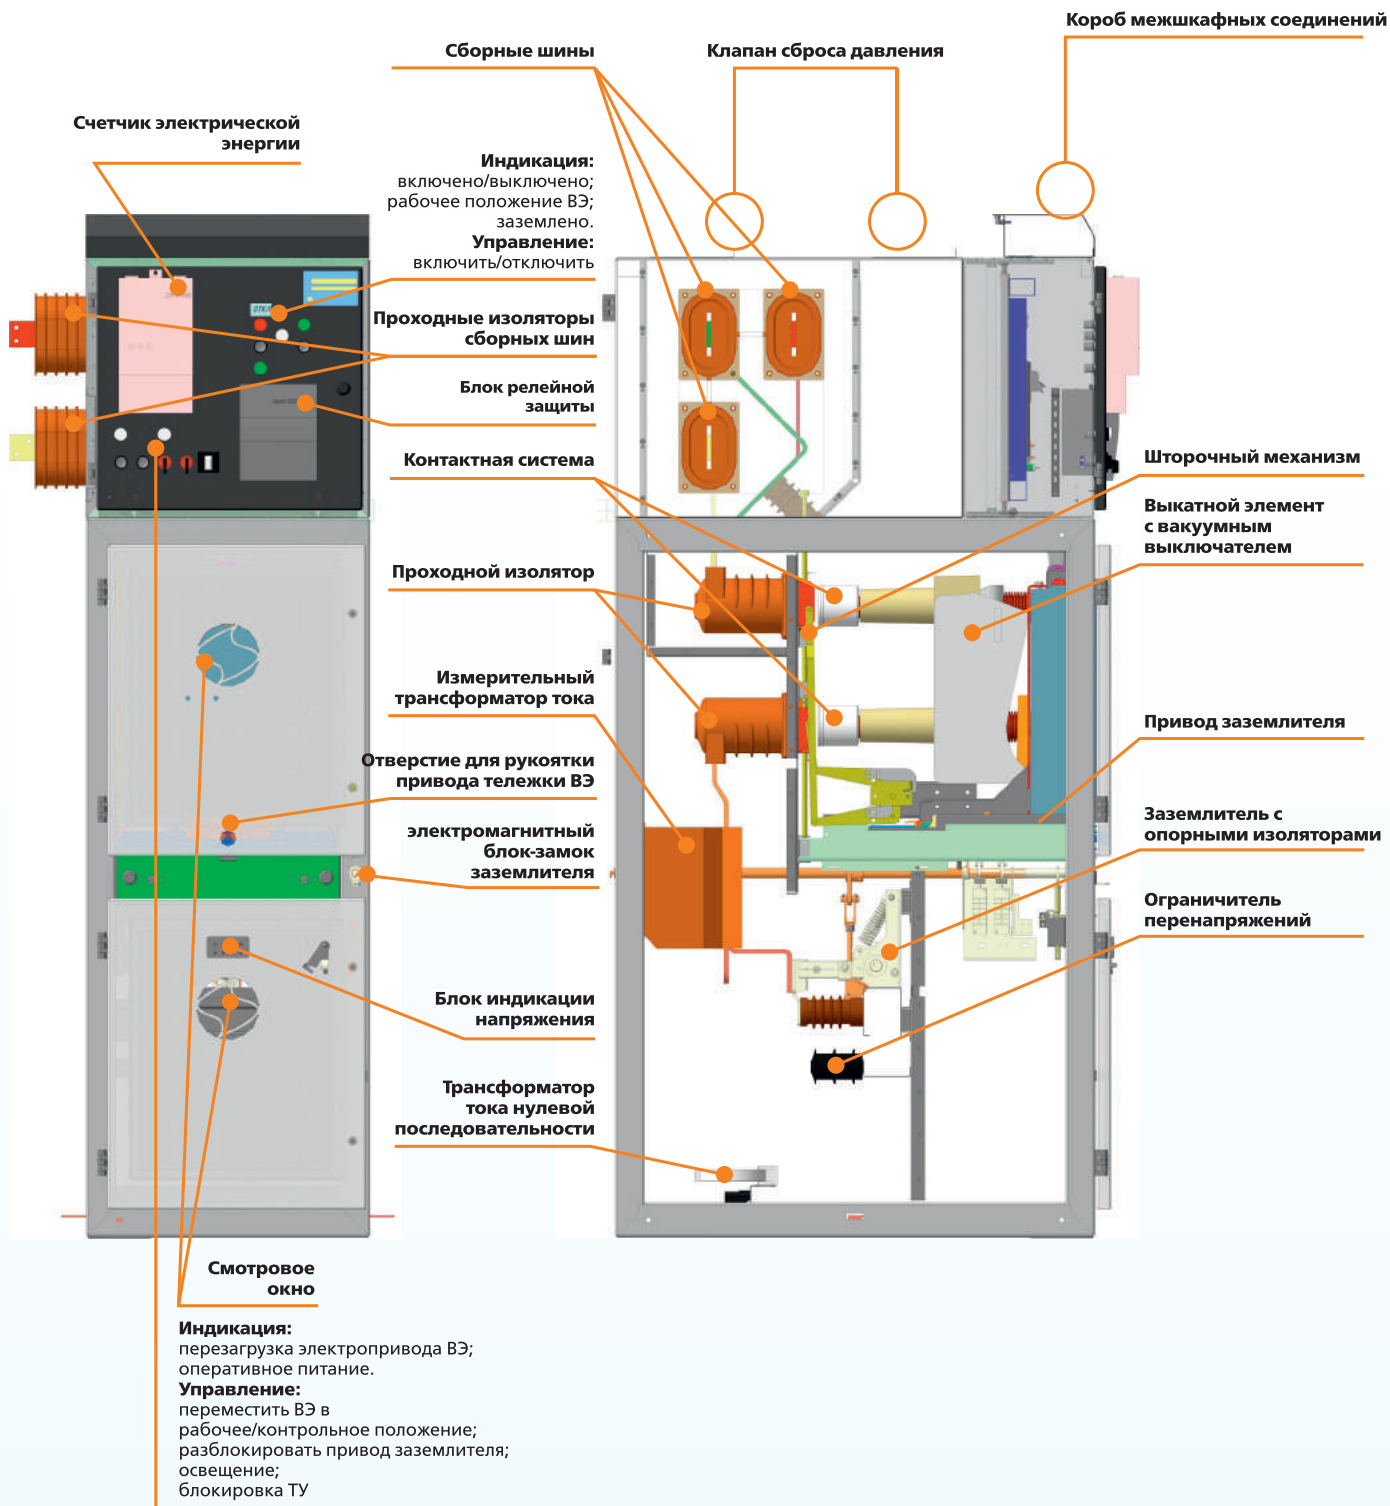 Короб межшкафных соединений
Сборные шины
Клапан сброса давления
Счетчик электрической
энергии
Индикация:
включено/выключено;
рабочее положение ВЭ;
заземлено.
Управление:
включить/отключить
Проходные изоляторы
сборных шин
Блок релейной
защиты
Контактная система
Шторочный механизм
Выкатной элемент
с вакуумным
выключателем
Проходной изолятор
Измерительный
трансформатор тока
Привод заземлителя
Отверстие для рукоятки
привода тележки ВЭ
Заземлитель с
опорными изоляторами
электромагнитный
блок-замок
заземлителя
Ограничитель
перенапряжений
Блок индикации
напряжения
Трансформатор
тока нулевой
последовательности
Смотровое
окно
Индикация:
перезагрузка электропривода ВЭ;
оперативное питание.
Управление:
переместить ВЭ в
рабочее/контрольное положение;
разблокировать привод заземлителя;
освещение;
блокировка ТУ